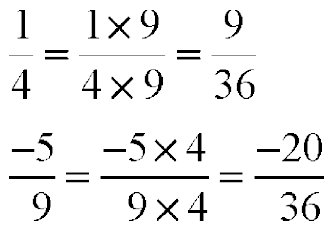 1/4 = 1×9/4×9 = 9/36
-5/9 = -5×4/9×4 = -20/36